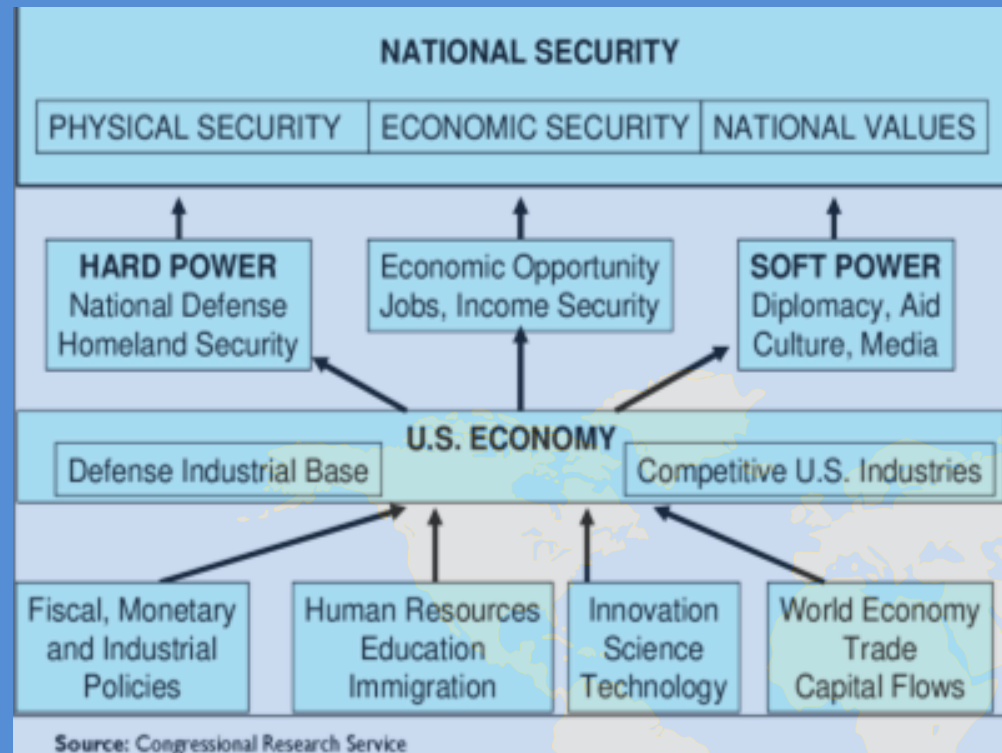 NATIONAL SECURITY
PHYSICAL SECURITY
ECONOMIC SECURITY
NATIONAL VALUES
HARD POWER
National Defense
Homeland Security
Economic Opportunity
Jobs, Income Security
SOFT POWER
Diplomacy, Aid
Culture, Media
U.S. ECONOMY
Defense Industrial Base
Competitive U.S. Industries
Fiscal, Monetary
and Industrial
Policies
Human Resources
Education
Immigration
Innovation
Science
Technology
World Economy
Trade
Capital Flows
Source: Congressional Research Service